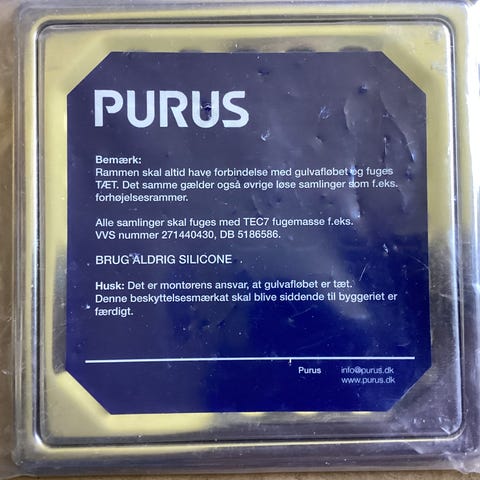 PURUS
Bemærk:
Rammen skal altid have forbindelse med gulvafløbet og fuges
TÆT. Det samme gælder også øvrige løse samlinger som f.eks.
forhøjelsesrammer.
Alle samlinger skal fuges med TEC7 fugemasse f.eks.
VVS nummer 271440430, DB 5186586.
BRUG ALDRIG SILICONE
Husk: Det er montørens ansvar, at gulvafløbet er tæt.
Denne beskyttelsesmærkat skal blive siddende til byggeriet er
færdigt.
Purus info@purus.dk
www.purus.dk